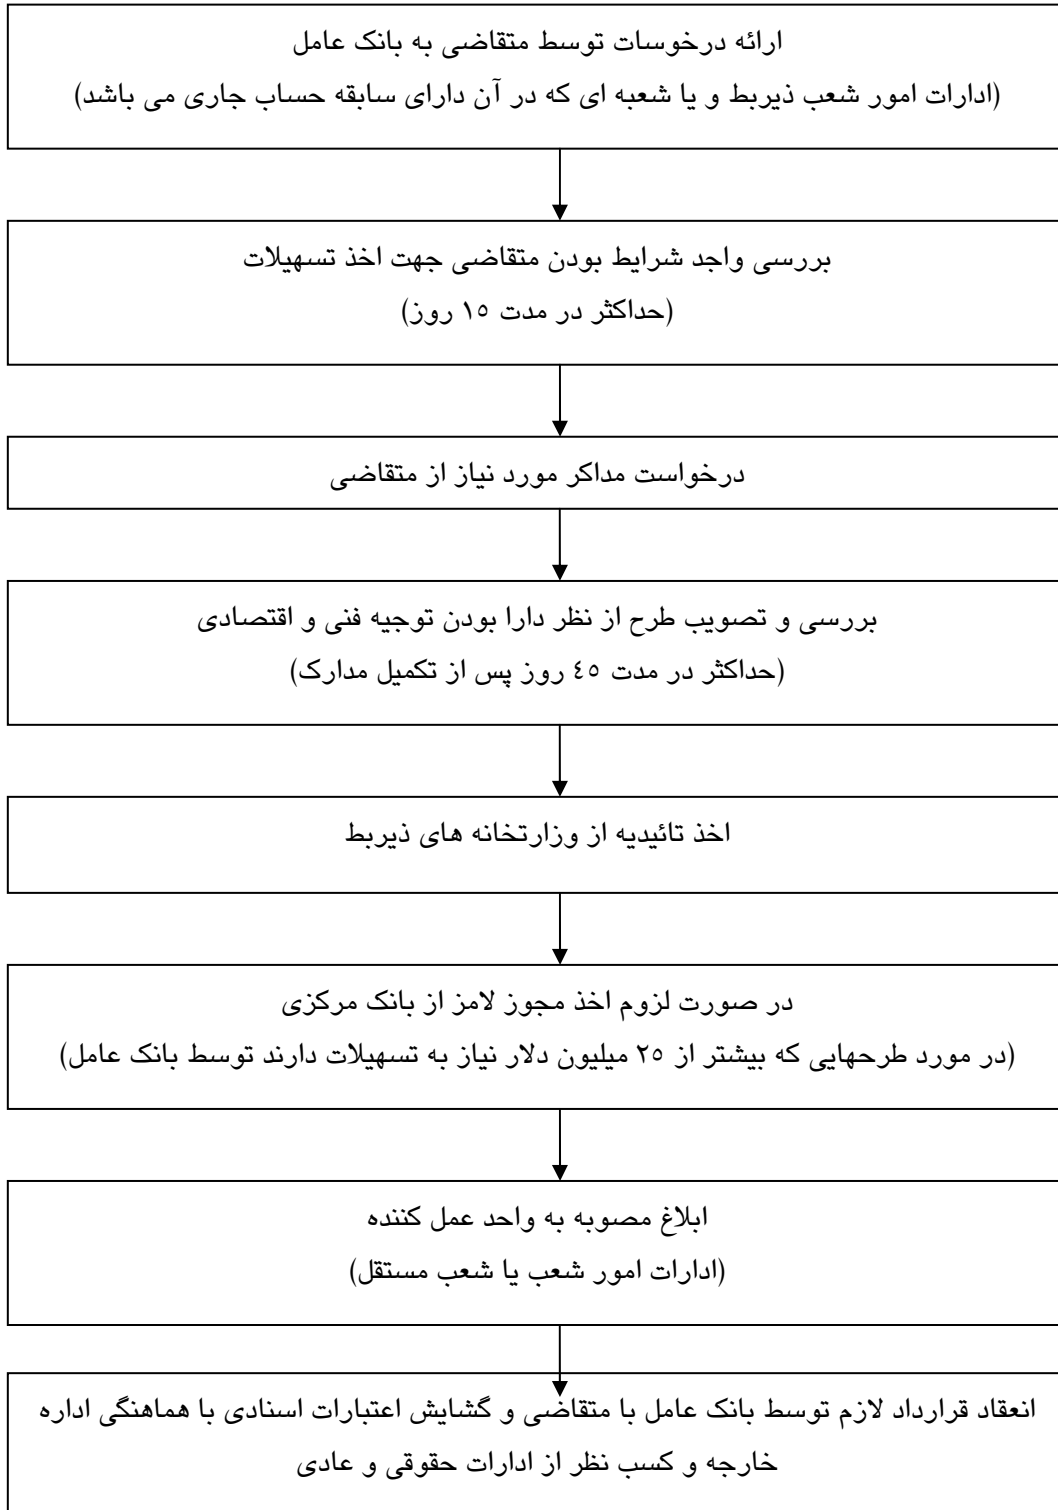 ارائه درخوسات توسط متقاضی به بانک عامل
(ادارات امور شعب ذیربط و یا شعبه ای که در آن دارای سابقه حساب جاری می باشد)
بررسی واجد شرایط بودن متقاضی جهت اخذ تسهیلات
(حداکثر در مدت ۱۵ روز)
درخواست مداکر مورد نیاز از متقاضی
بررسی و تصویب طرح از نظر دارا بودن توجیه فنی و اقتصادی
(حداکثر در مدت ٤٥ روز پس از تکمیل مدارک)
اخذ تائیدیه از وزارتخانه های ذیربط
در صورت لزوم اخذ مجوز لامز از بانک مرکزی
(در مورد طرحهایی که بیشتر از ۲۵ میلیون دلار نیاز به تسهیلات دارند توسط بانک عامل)
ابلاغ مصوبه به واحد عمل کننده
(ادارات امور شعب یا شعب مستقل)
انعقاد قرارداد لازم توسط بانک عامل با متقاضی و گشایش اعتبارات اسنادی با هماهنگی اداره
خارجه و کسب نظر از ادارات حقوقی و عادی